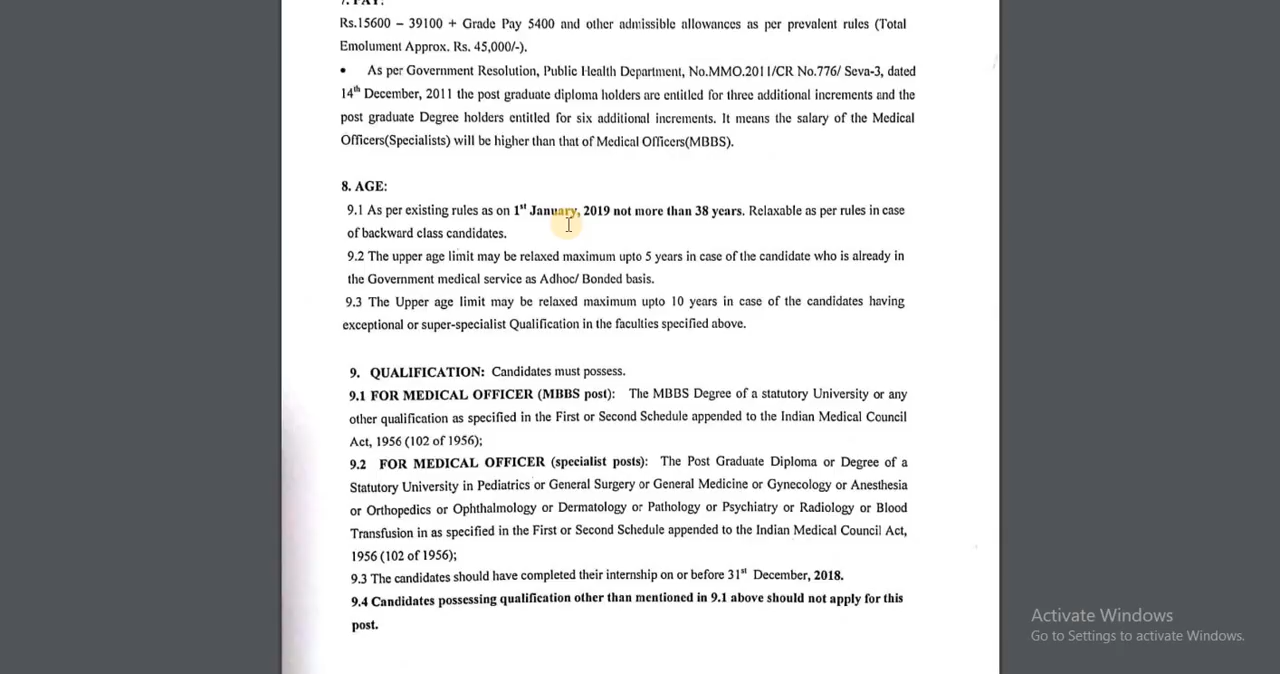 7. PAY:
Rs.15600 – 39100 + Grade Pay 5400 and other admissible allowances as per prevalent rules (Total
Emolument Approx. Rs. 45,000/-).
• As per Government Resolution, Public Health Department, No.MMO.2011/CR No.776/ Seva-3, dated
14th December, 2011 the post graduate diploma holders are entitled for three additional increments and the
post graduate Degree holders entitled for six additional increments. It means the salary of the Medical
Officers(Specialists) will be higher than that of Medical Officers(MBBS).
8. AGE:
9.1 As per existing rules as on 1st January, 2019 not more than 38 years. Relaxable as per rules in case
of backward class candidates.
9.2 The upper age limit may be relaxed maximum upto 5 years in case of the candidate who is already in
the Government medical service as Adhoc/ Bonded basis.
9.3 The Upper age limit may be relaxed maximum upto 10 years in case of the candidates having
exceptional or super-specialist Qualification in the faculties specified above.
9. QUALIFICATION: Candidates must possess.
9.1 FOR MEDICAL OFFICER (MBBS post): The MBBS Degree of a statutory University or any
other qualification as specified in the First or Second Schedule appended to the Indian Medical Council
Act, 1956 (102 of 1956);
9.2 FOR MEDICAL OFFICER (specialist posts): The Post Graduate Diploma or Degree of a
Statutory University in Pediatrics or General Surgery or General Medicine or Gynecology or Anesthesia
or Orthopedics or Ophthalmology or Dermatology or Pathology or Psychiatry or Radiology or Blood
Transfusion in as specified in the First or Second Schedule appended to the Indian Medical Council Act,
1956 (102 of 1956);
9.3 The candidates should have completed their internship on or before 31st December, 2018.
9.4 Candidates possessing qualification other than mentioned in 9.1 above should not apply for this
post.
Activate Windows
Go to Settings to activate Windows.